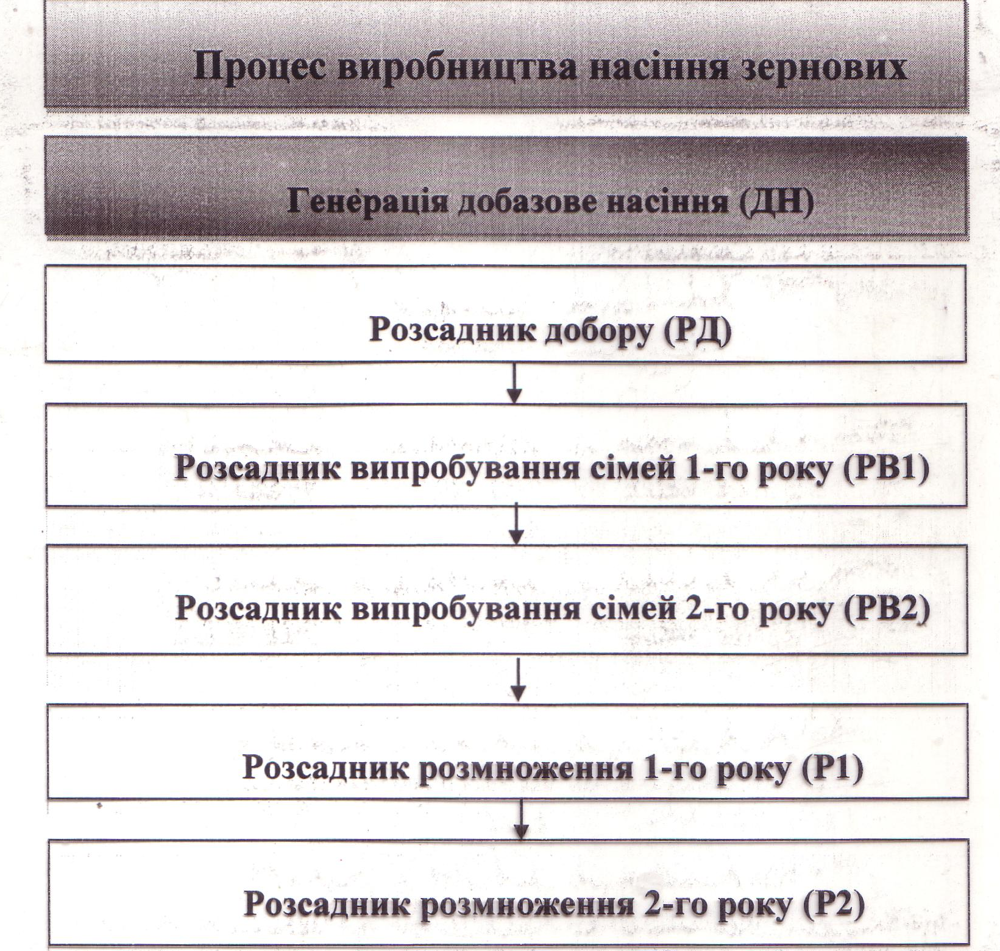 Процес виробництва насіння зернових
Генерація добазове насіння (ДН)
Розсадник добору (РД)
Розсадник випробування сімей 1-го року (РВ1)
Розсадник випробування сімей 2-го року (РВ2)
Розсадник розмноження 1-го року (Р1)
Розсадник розмноження 2-го року (Р2)